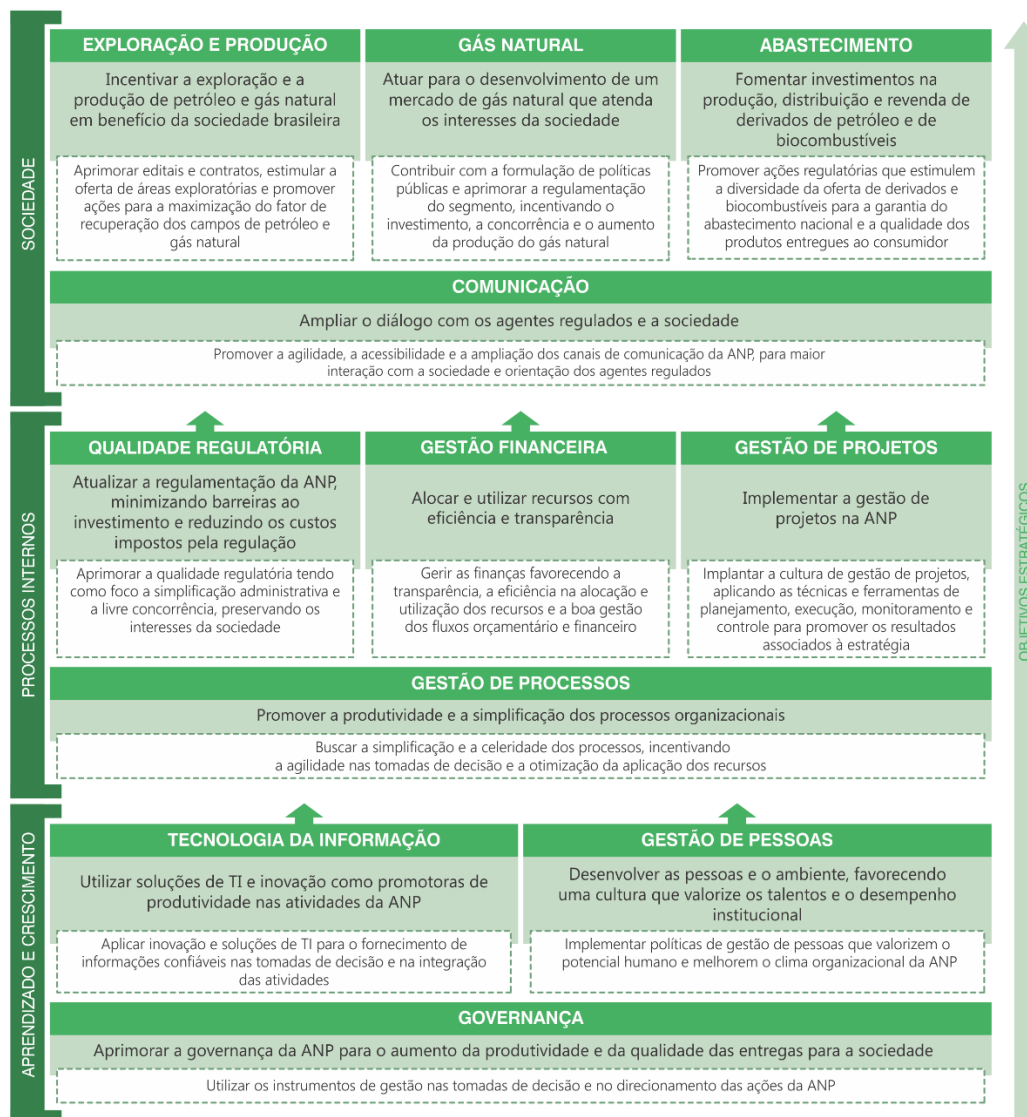 SOCIEDADE
EXPLORAÇÃO E PRODUÇÃO
Incentivar a exploração e a
produção de petróleo e gás natural
em benefício da sociedade brasileira
Aprimorar editais e contratos, estimular a
oferta de áreas exploratórias e promover
ações para a maximização do fator de
recuperação dos campos de petróleo e
gás natural
GÁS NATURAL
Atuar para o desenvolvimento de um
mercado de gás natural que atenda
os interesses da sociedade
Contribuir com a formulação de políticas
públicas e aprimorar a regulamentação
do segmento, incentivando o
investimento, a concorrência e o aumento
da produção do gás natural
ABASTECIMENTO
Fomentar investimentos na
produção, distribuição e revenda de
derivados de petróleo e de
biocombustíveis
Promover ações regulatórias que estimulem
a diversidade da oferta de derivados e
biocombustíveis para a garantia do
abastecimento nacional e a qualidade dos
produtos entregues ao consumidor
COMUNICAÇÃO
Ampliar o diálogo com os agentes regulados e a sociedade
Promover a agilidade, a acessibilidade e a ampliação dos canais de comunicação da ANP, para maior
interação com a sociedade e orientação dos agentes regulados
PROCESSOS INTERNOS
QUALIDADE REGULATÓRIA
Atualizar a regulamentação da ANP,
minimizando barreiras ao
investimento e reduzindo os custos
impostos pela regulação
Aprimorar a qualidade regulatória tendo
como foco a simplificação administrativa e
a livre concorrência, preservando os
interesses da sociedade
GESTÃO FINANCEIRA
Alocar e utilizar recursos com
eficiência e transparência
Gerir as finanças favorecendo a
transparência, a eficiência na alocação e
utilização dos recursos e a boa gestão
dos fluxos orçamentário e financeiro
GESTÃO DE PROJETOS
Implementar a gestão de
projetos na ANP
Implantar a cultura de gestão de projetos,
aplicando as técnicas e ferramentas de
planejamento, execução, monitoramento e
controle para promover os resultados
associados à estratégia
GESTÃO DE PROCESSOS
Promover a produtividade e a simplificação dos processos organizacionais
Buscar a simplificação e a celeridade dos processos, incentivando
a agilidade nas tomadas de decisão e a otimização da aplicação dos recursos
APRENDIZADO E CRESCIMENTO
TECNOLOGIA DA INFORMAÇÃO
Utilizar soluções de TI e inovação como promotoras de
produtividade nas atividades da ANP
Aplicar inovação e soluções de TI para o fornecimento de
informações confiáveis nas tomadas de decisão e na integração
das atividades
GESTÃO DE PESSOAS
Desenvolver as pessoas e o ambiente, favorecendo
uma cultura que valorize os talentos e o desempenho
institucional
Implementar políticas de gestão de pessoas que valorizem o
potencial humano e melhorem o clima organizacional da ANP
GOVERNANÇA
Aprimorar a governança da ANP para o aumento da produtividade e da qualidade das entregas para a sociedade
Utilizar os instrumentos de gestão nas tomadas de decisão e no direcionamento das ações da ANP
OBJETIVOS ESTRATÉGICOS